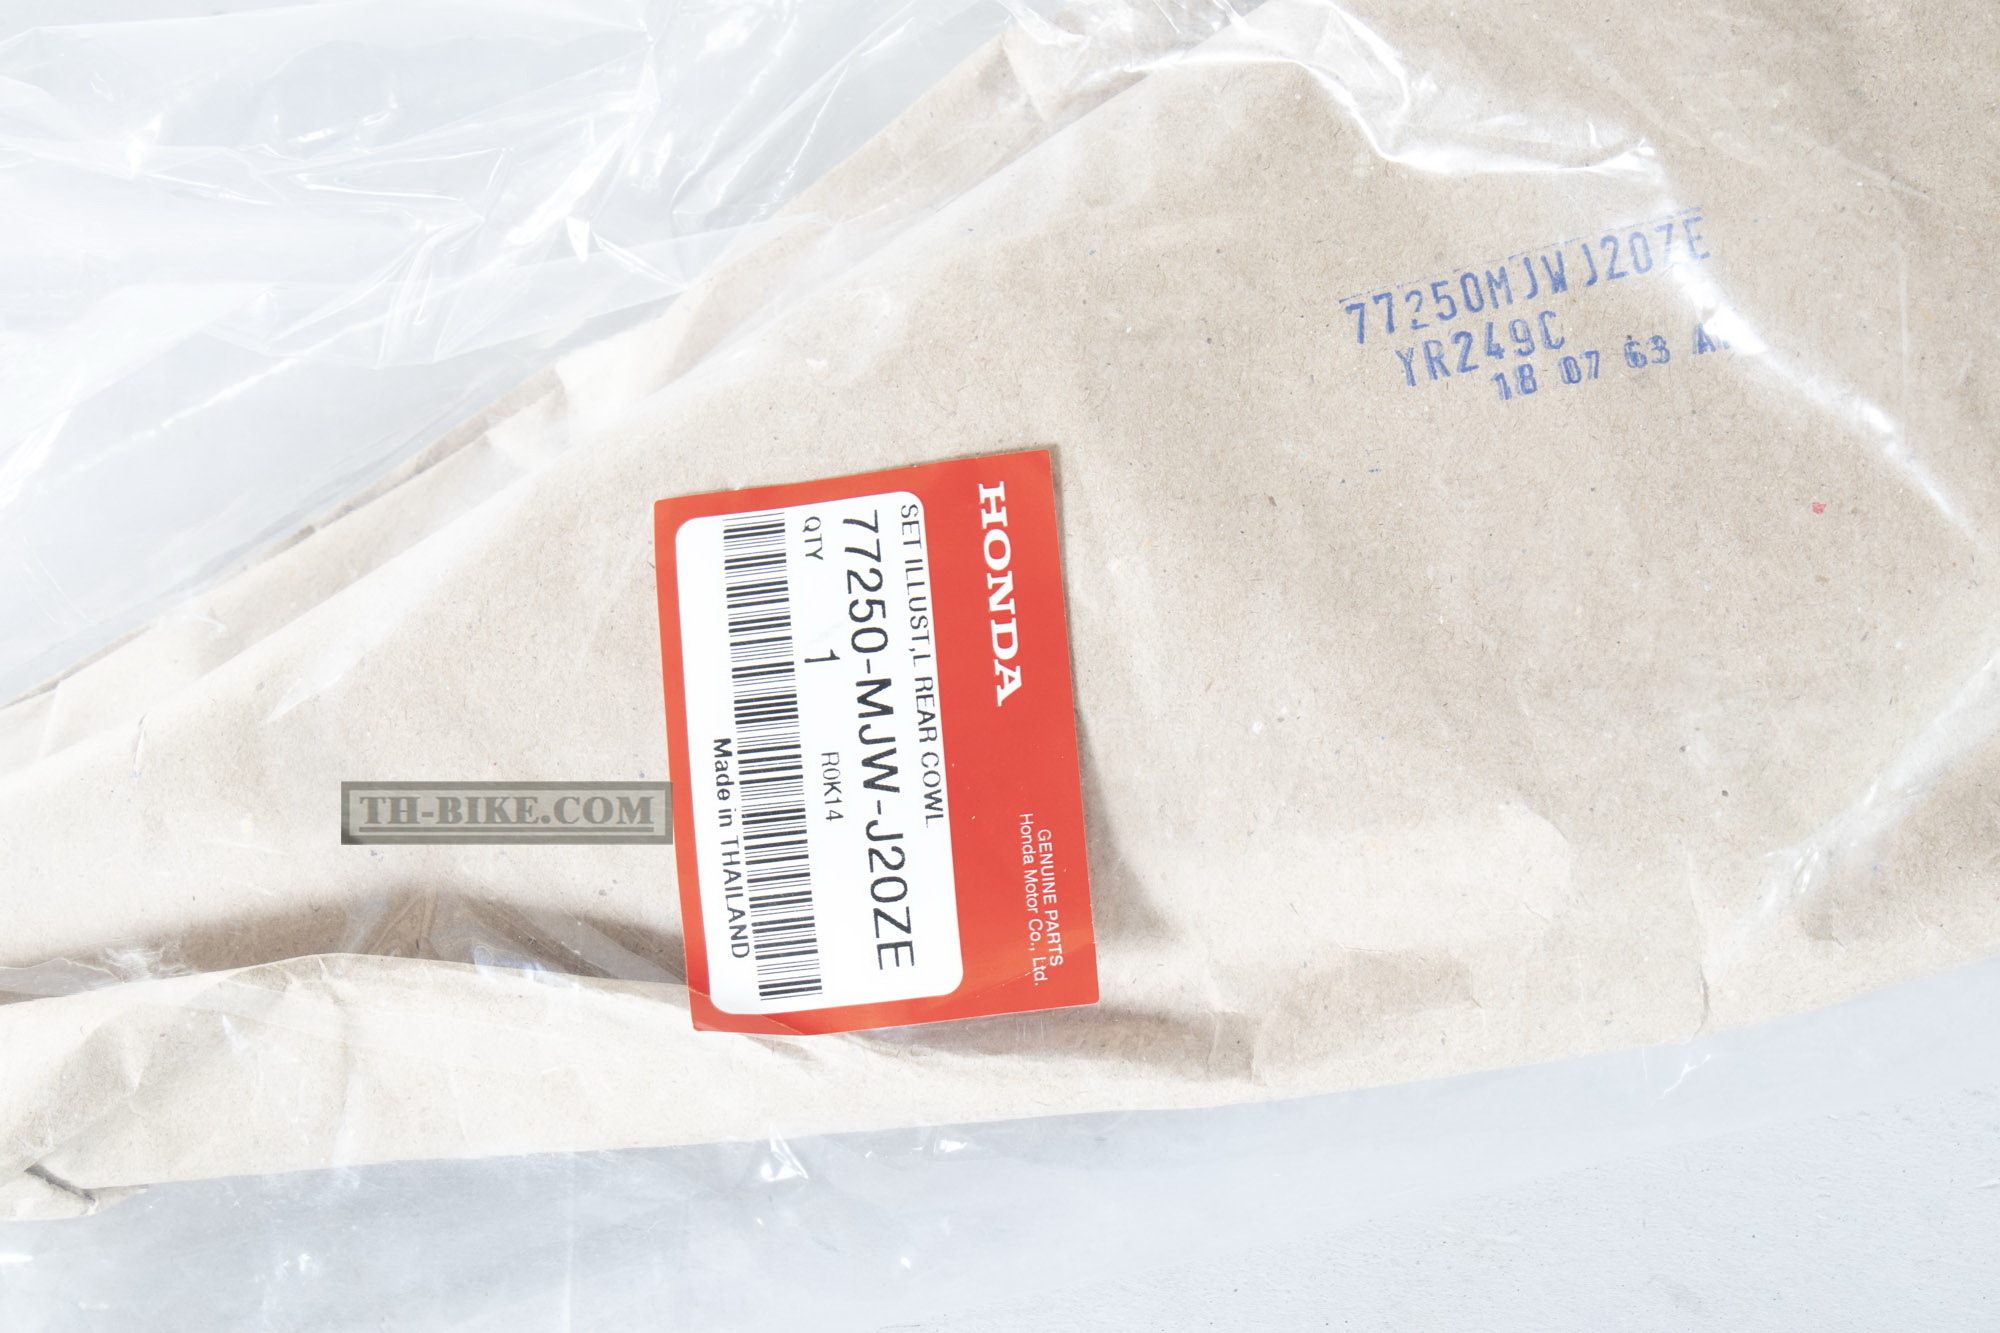 HONDA
GENUINE PARTS
Honda Motor Co., Ltd.
SET ILLUST,L REAR COWL
77250-MJW-J20ZE
QTY 1 R0K14
Made in THAILAND
77250MJWJ20ZE
YR249C
18 07 63
TH-BIKE.COM